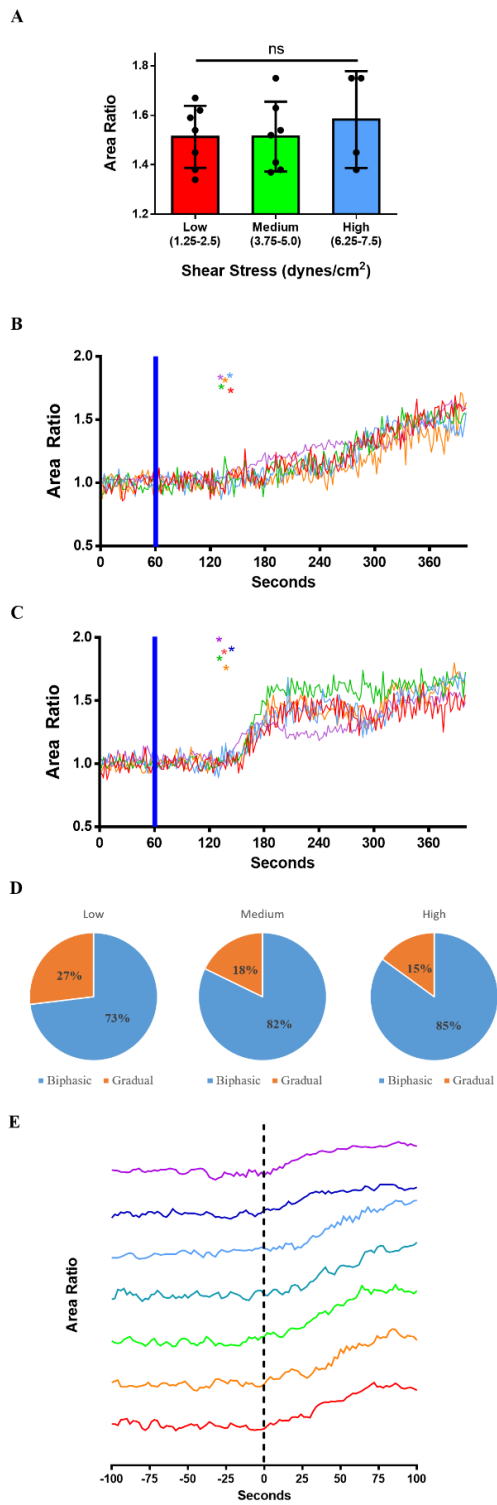 A
ns
1.8
1.6
1.4
1.2
Area Ratio
Low Medium High
(1.25-2.5) (3.75-5.0) (6.25-7.5)
Shear Stress (dynes/cm²)
B
2.0
1.5
1.0
0.5
Area Ratio
* * *
* *
0 60 120 180 240 300 360
Seconds
C
2.0
1.5
1.0
0.5
Area Ratio
*
* *
*
*
0 60 120 180 240 300 360
Seconds
D
Low Medium High
27% 18% 15%
73% 82% 85%
Biphasic Gradual Biphasic Gradual Biphasic Gradual
E
Area Ratio
-100 -75 -50 -25 0 25 50 75 100
Seconds